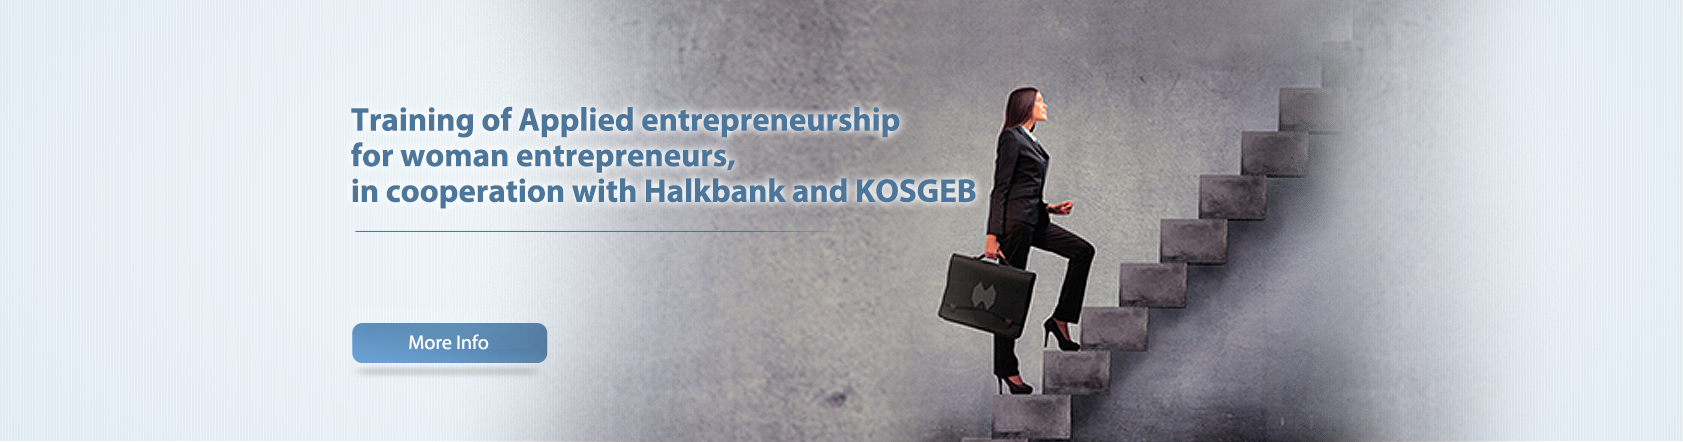 Training of Applied entrepreneurship
for woman entrepreneurs,
in cooperation with Halkbank and KOSGEB
More Info